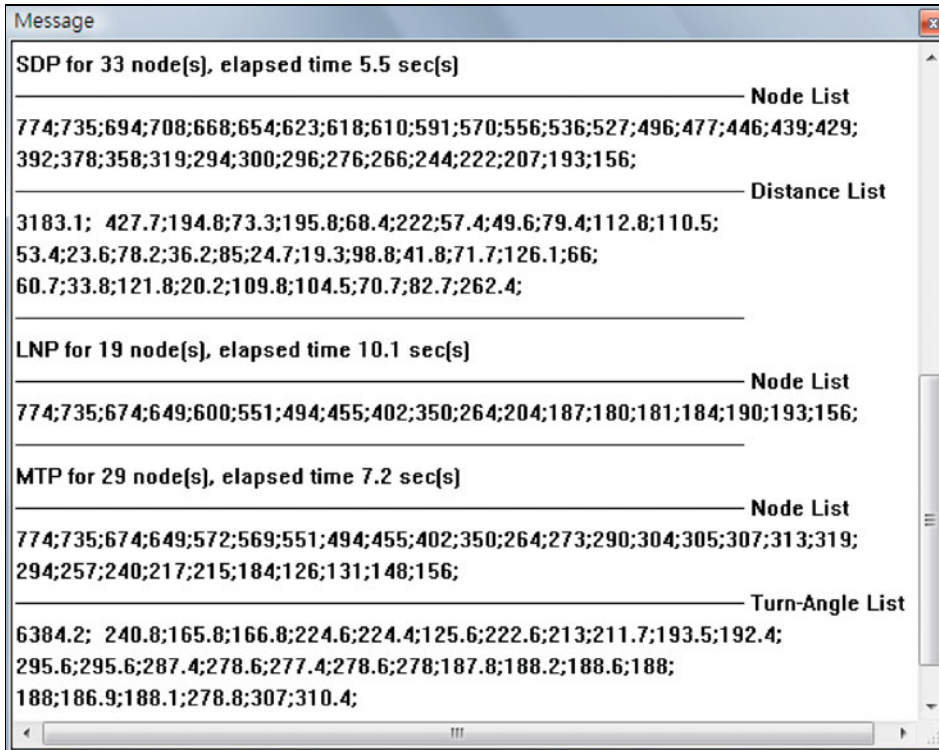 Message
SDP for 33 node(s), elapsed time 5.5 sec(s)
Node List
774;735;694;708;668;654;623;618;610;591;570;556;536;527;496;477;446;439;429;
392;378;358;319;294;300;296;276;266;244;222;207;193;156;
Distance List
3183.1; 427.7;194.8;73.3;195.8;68.4;222;57.4;49.6;79.4;112.8;110.5;
53.4;23.6;78.2;36.2;85;24.7;19.3;98.8;41.8;71.7;126.1;66;
60.7;33.8;121.8;20.2;109.8;104.5;70.7;82.7;262.4;
LNP for 19 node(s), elapsed time 10.1 sec(s)
Node List
774;735;674;649;600;551;494;455;402;350;264;204;187;180;181;184;190;193;156;
MTP for 29 node(s), elapsed time 7.2 sec(s)
Node List
774;735;674;649;572;569;551;494;455;402;350;264;273;290;304;305;307;313;319;
294;257;240;217;215;184;126;131;148;156;
Turn-Angle List
6384.2; 240.8;165.8;166.8;224.6;224.4;125.6;222.6;213;211.7;193.5;192.4;
295.6;295.6;287.4;278.6;277.4;278.6;278;187.8;188.2;188.6;188;
188;186.9;188.1;278.8;307;310.4;